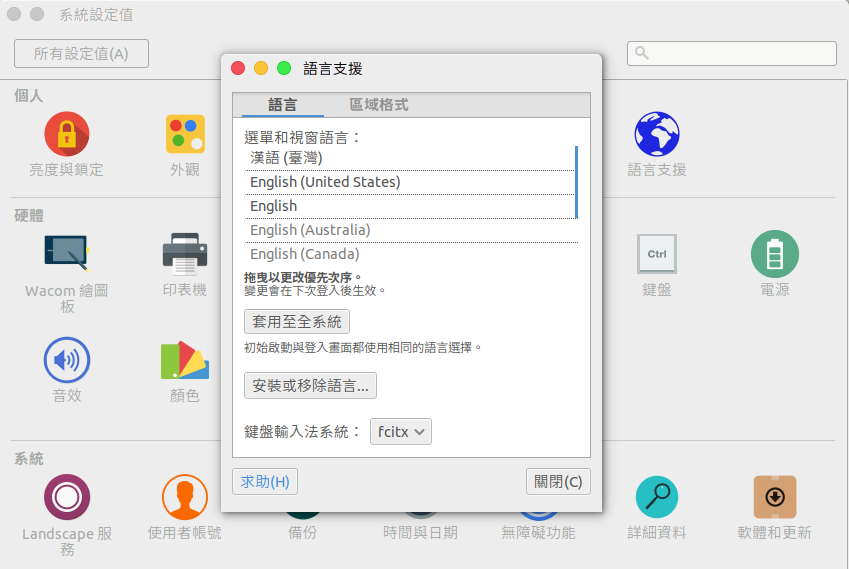 系統設定值
所有設定值(A)
個人
亮度與鎖定
外觀
語言支援
硬體
Wacom 繪圖
板
印表機
鍵盤
Ctrl
電源
音效
顏色
系統
Landscape 服
務
使用者帳號
備份
時間與日期
無障礙功能
詳細資料
軟體和更新
語言支援
語言
區域格式
選單和視窗語言：
漢語 (臺灣)
English (United States)
English
English (Australia)
English (Canada)
拖曳以更改優先次序。
變更會在下次登入後生效。
套用至全系統
初始啟動與登入畫面都使用相同的語言選擇。
安裝或移除語言...
鍵盤輸入法系統：
fcitx
求助(H)
關閉(C)